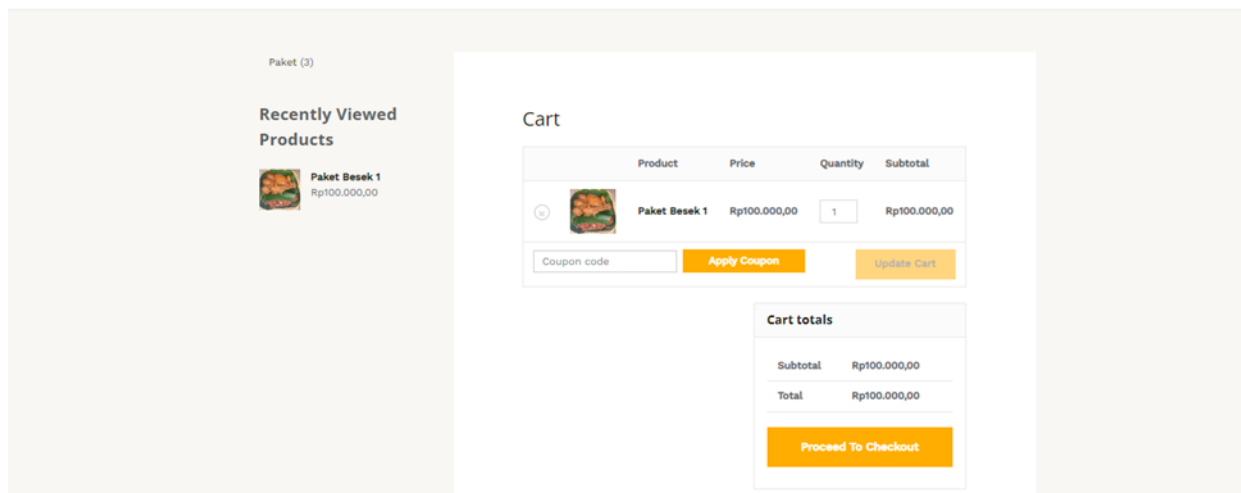 Paket (3)
Recently Viewed
Products
Paket Besek 1
Rp100.000,00
Cart
Product Price Quantity Subtotal
Paket Besek 1 Rp100.000,00 1 Rp100.000,00
Coupon code Apply Coupon Update Cart
Cart totals
Subtotal Rp100.000,00
Total Rp100.000,00
Proceed To Checkout